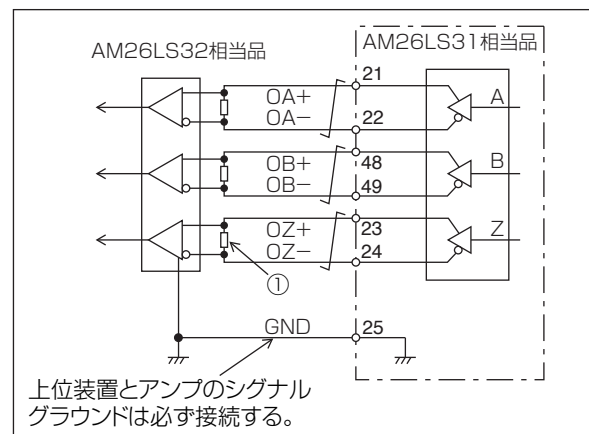 AM26LS32相当品
AM26LS31相当品
21
OA+
A
OA−
22
OB+
48
B
OB−
49
OZ+
23
Z
OZ−
24
①
GND
25
上位装置とアンプのシグナル
グラウンドは必ず接続する。